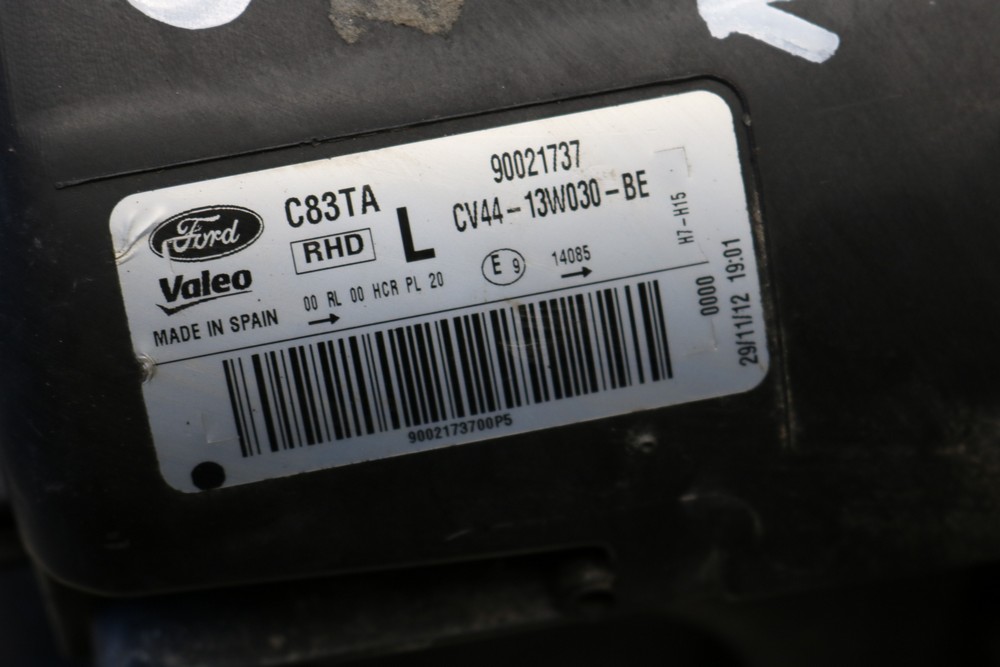 Ford
Valeo
MADE IN SPAIN
C83TA
RHD
L
00 RL 00 HCR PL 20
90021737
CV44-13W030-BE
E 9
14085
H7-H15
0000
29/11/12 19:01
9002173700P5